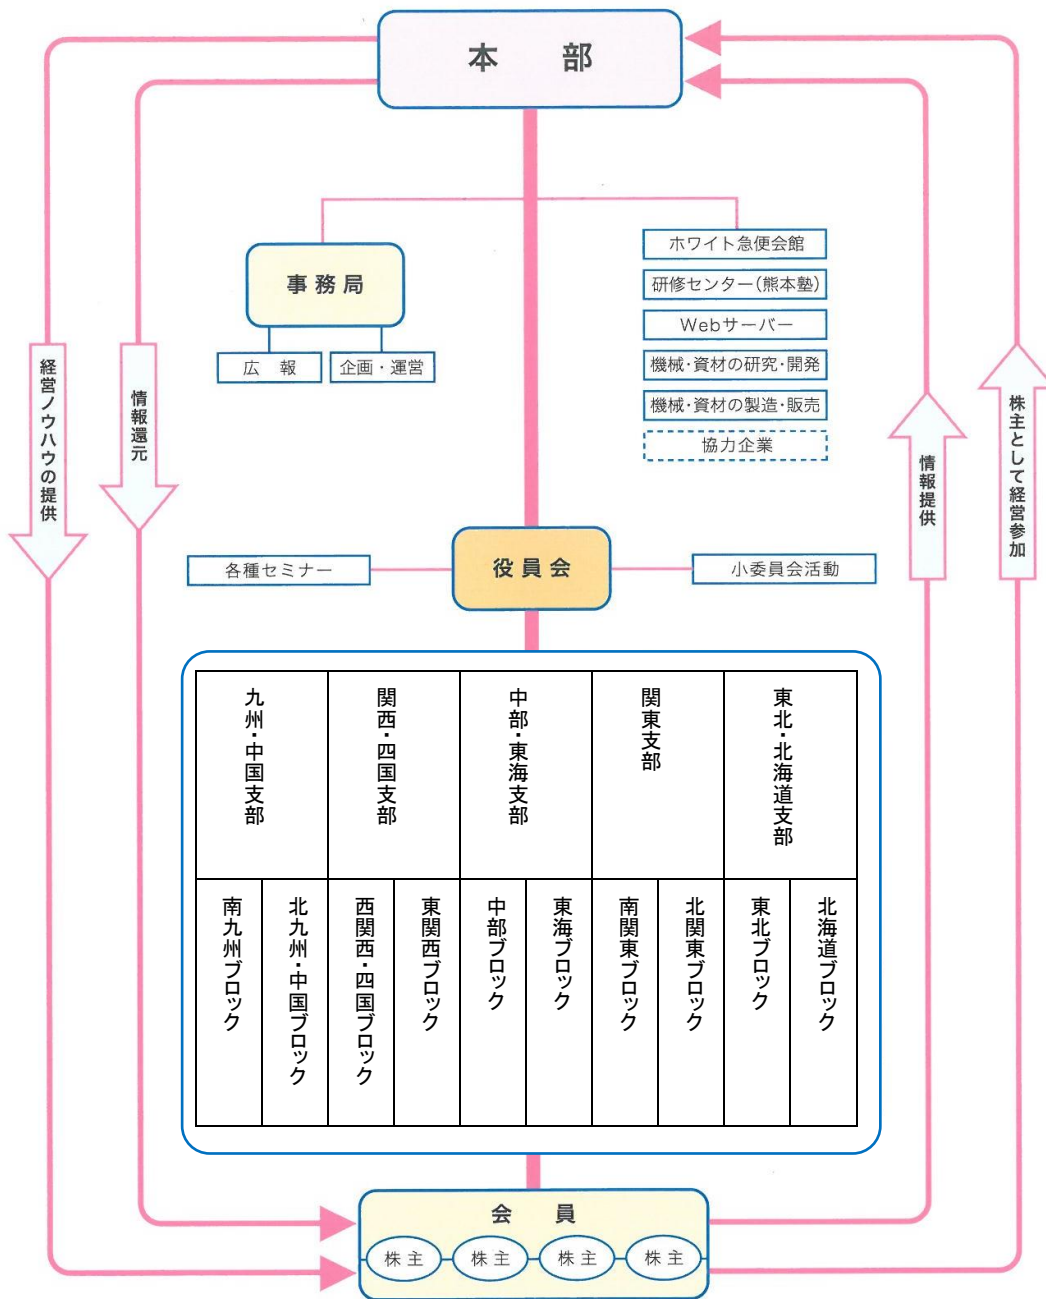 本　部
事務局
広　報
企画・運営
ホワイト急便会館
研修センター(熊本塾)
Webサーバー
機械・資材の研究・開発
機械・資材の製造・販売
協力企業
経営ノウハウの提供
情報還元
情報提供
株主として経営参加
各種セミナー
役員会
小委員会活動
九州・中国支部
関西・四国支部
中部・東海支部
関東支部
東北・北海道支部
南九州ブロック
北九州・中国ブロック
西関西・四国ブロック
東関西ブロック
中部ブロック
東海ブロック
南関東ブロック
北関東ブロック
東北ブロック
北海道ブロック
会　員
株主
株主
株主
株主